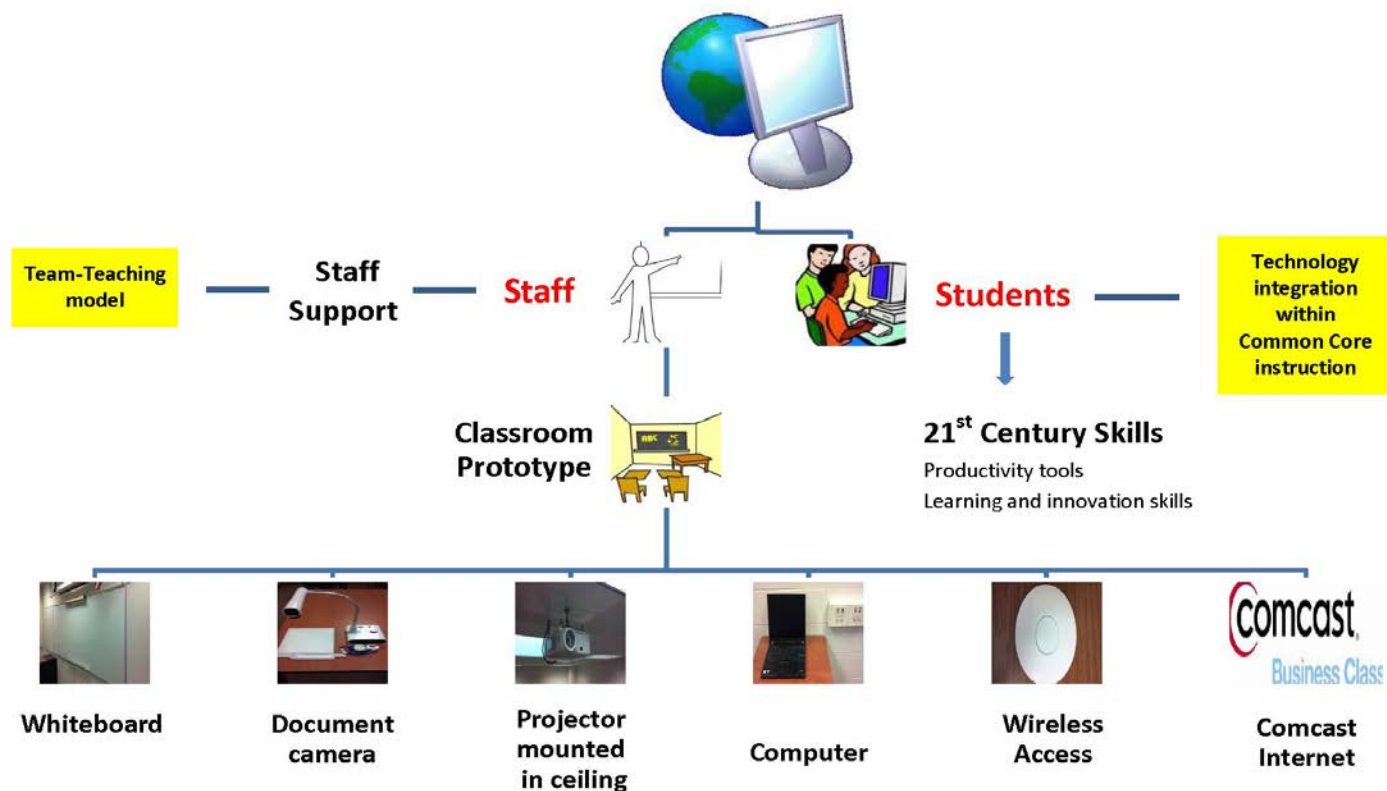 Team-Teaching
model
Staff
Support
Staff
Students
Technology
integration
within
Common Core
instruction
Classroom
Prototype
ABC
21st Century Skills
Productivity tools
Learning and innovation skills
comcast
Business Class
Whiteboard
Document
camera
Projector
mounted
in ceiling
Computer
Wireless
Access
Comcast
Internet